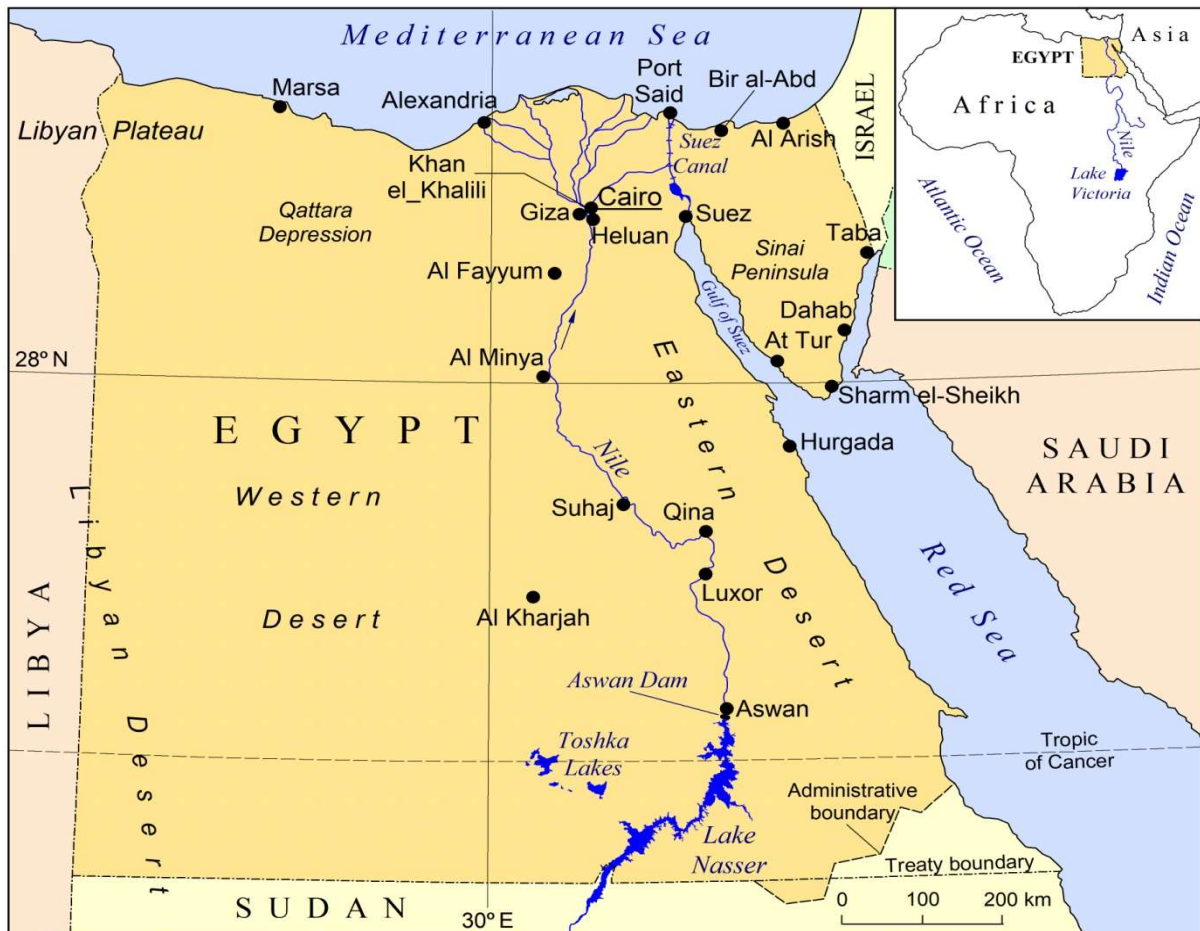 Mediterranean Sea
Asia
EGYPT
Africa
Nile
Lake
Victoria
Atlantic Ocean
Indian Ocean
Marsa
Alexandria
Port
Said
Bir al-Abd
Libyan Plateau
Al Arish
ISRAEL
Suez
Canal
Khan
el_Khalili
Cairo
Giza
Heluan
Suez
Qattara
Depression
Sinai
Peninsula
Taba
Al Fayyum
Gulf of Suez
Dahab
At Tur
28° N
Al Minya
Sharm el-Sheikh
Eastern
Desert
EGYPT
Hurgada
SAUDI
ARABIA
Nile
Western
Desert
Suhaj
Qina
Luxor
Red Sea
Libyan Desert
LIBYA
Al Kharjah
Aswan Dam
Aswan
Toshka
Lakes
Tropic
of Cancer
Administrative
boundary
Lake
Nasser
Treaty boundary
SUDAN
30° E
0 100 200 km